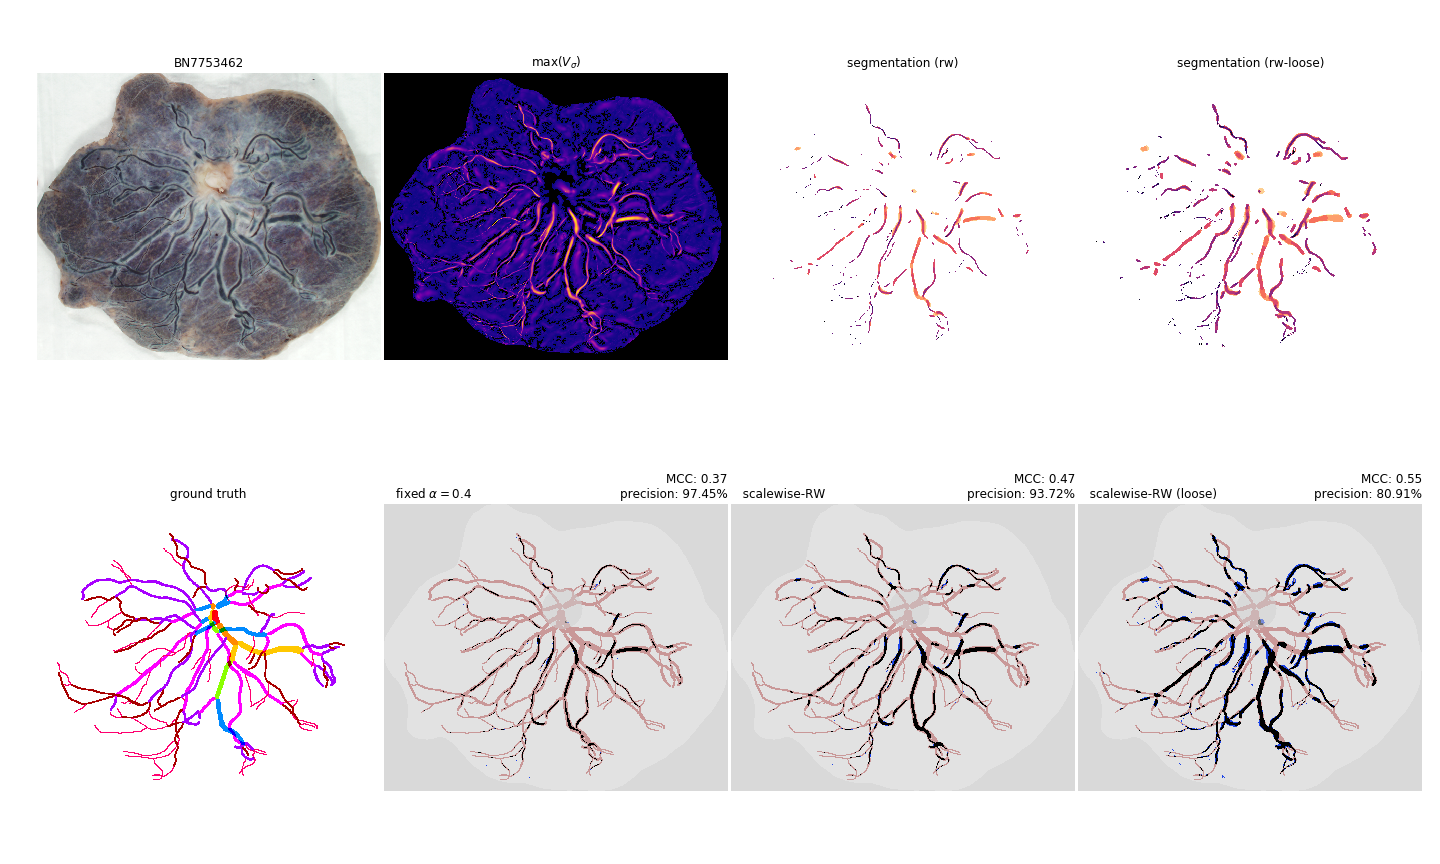 BN7753462
max(Vσ)
segmentation (rw)
segmentation (rw-loose)
ground truth
fixed α = 0.4
MCC: 0.37
precision: 97.45%
scalewise-RW
MCC: 0.47
precision: 93.72%
scalewise-RW (loose)
MCC: 0.55
precision: 80.91%